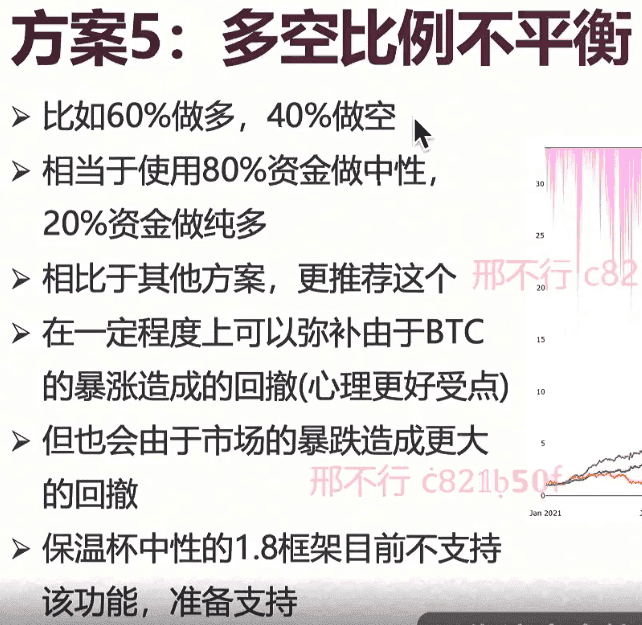 方案5：多空比例不平衡
比如60%做多，40%做空
相当于使用80%资金做中性，
20%资金做纯多
相比于其他方案，更推荐这个
邢不行 c82
在一定程度上可以弥补由于BTC
的暴涨造成的回撤(心理更好受点)
但也会由于市场的暴跌造成更大
的回撤
邢不行 ċ821ḅ50f
保温杯中性的1.8框架目前不支持
该功能，准备支持
30
25
20
15
10
5
0
Jan 2021